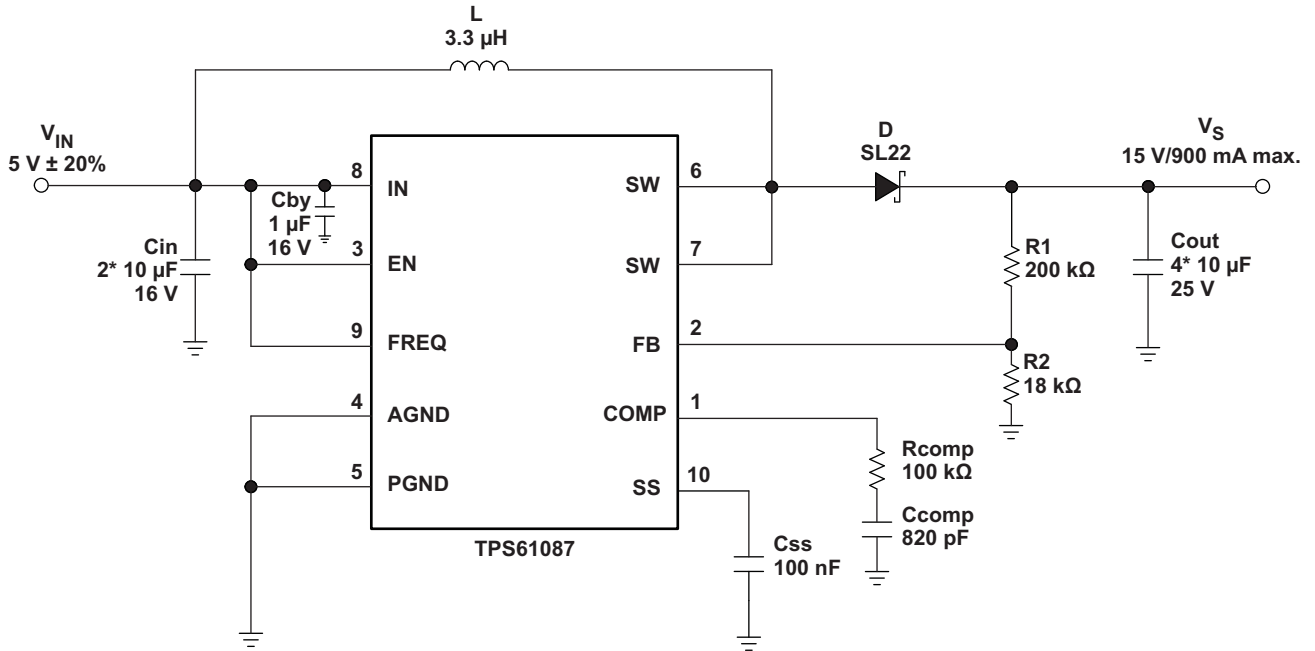 L
3.3 µH
V_IN
5 V ± 20%
D
SL22
V_S
15 V/900 mA max.
8
IN
SW
6
Cby
1 µF
16 V
Cin
2* 10 µF
16 V
3
EN
SW
7
R1
200 kΩ
Cout
4* 10 µF
25 V
9
FREQ
FB
2
R2
18 kΩ
4
AGND
COMP
1
Rcomp
100 kΩ
5
PGND
SS
10
Ccomp
820 pF
TPS61087
Css
100 nF